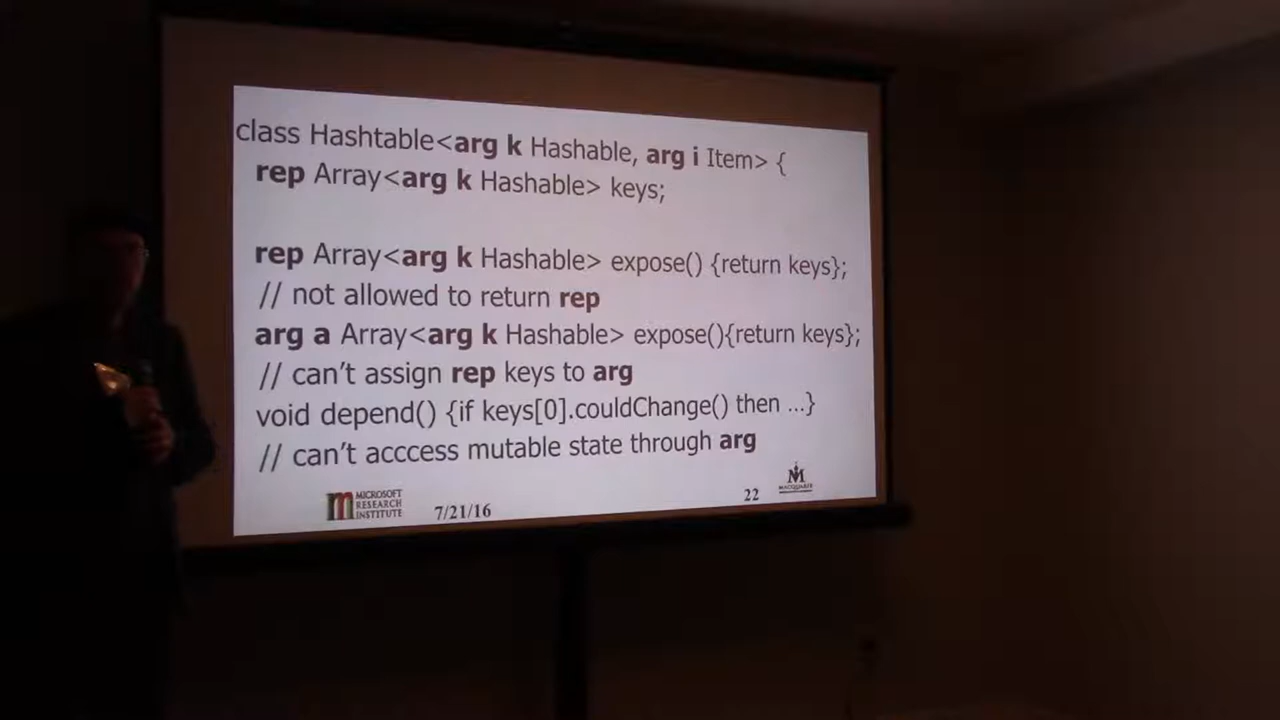 class Hashtable<arg k Hashable, arg i Item> {
rep Array<arg k Hashable> keys;
rep Array<arg k Hashable> expose() {return keys};
// not allowed to return rep
arg a Array<arg k Hashable> expose(){return keys};
// can't assign rep keys to arg
void depend() {if keys[0].couldChange() then ...}
// can't acccess mutable state through arg
MICROSOFT
RESEARCH
INSTITUTE
7/21/16
22
MACQUARIE